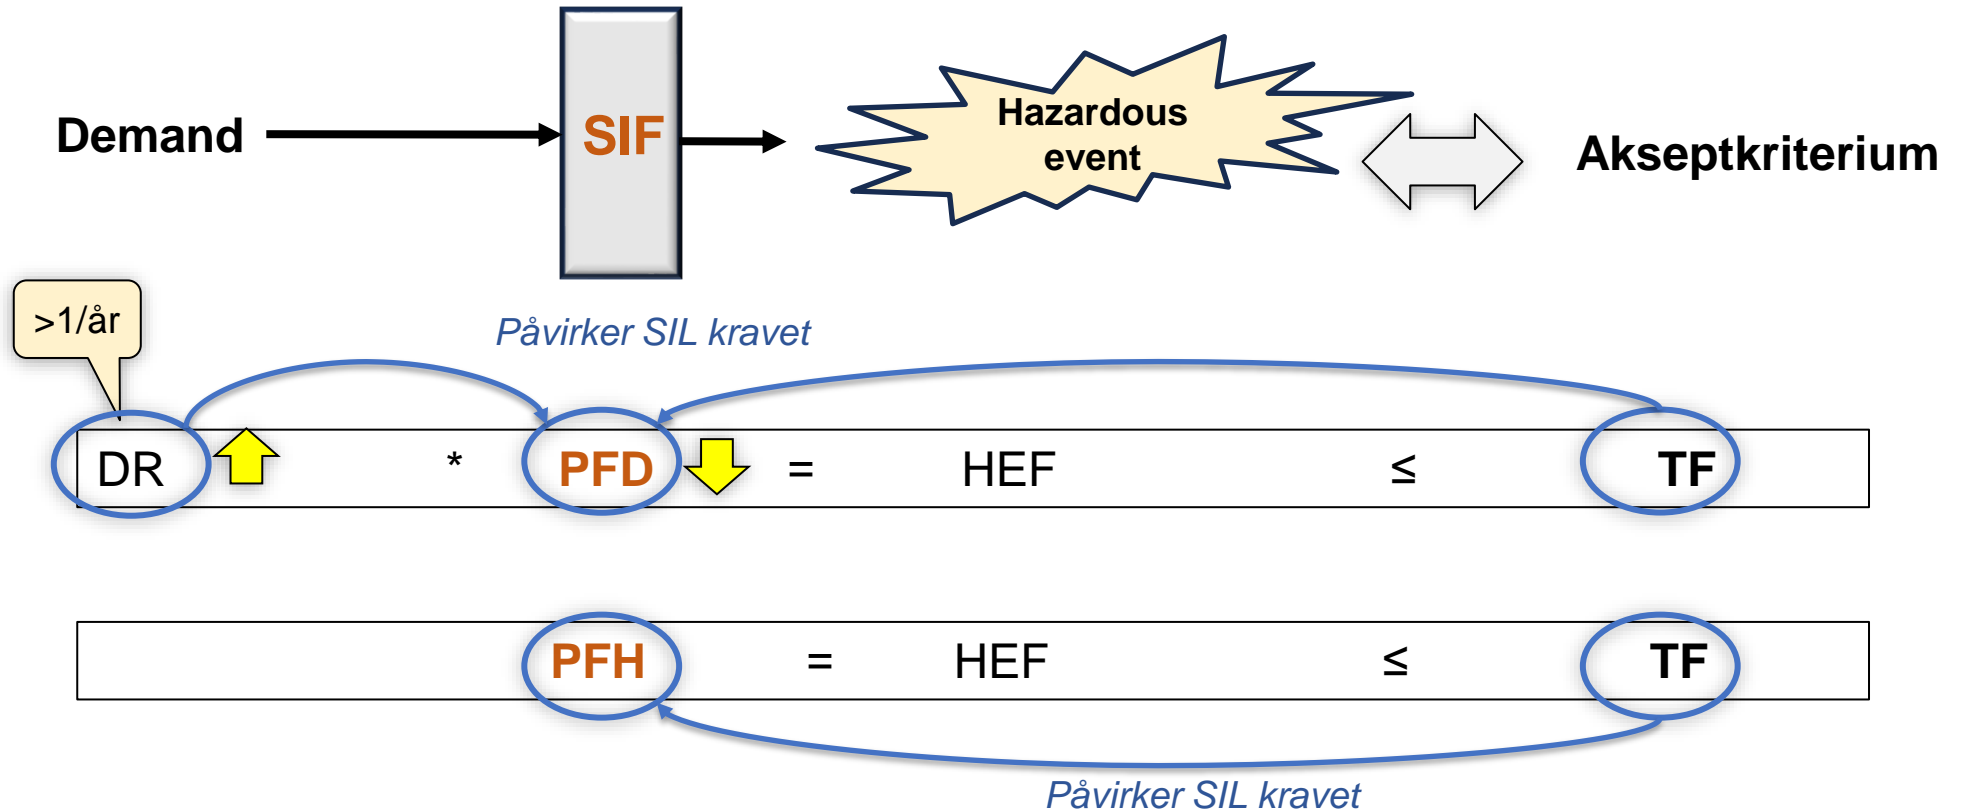 Demand
SIF
Hazardous
event
Akseptkriterium
>1/år
Påvirker SIL kravet
DR * PFD = HEF ≤ TF
PFH = HEF ≤ TF
Påvirker SIL kravet